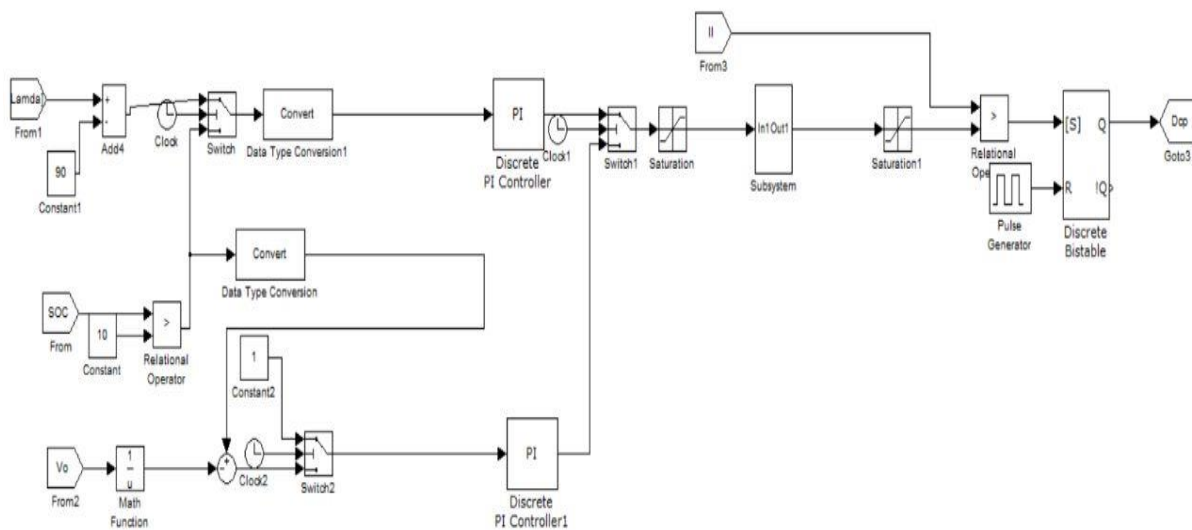 Il
From3
Lamda
From1
+
-
Add4
Clock
Switch
Convert
Data Type Conversion1
PI
Discrete
PI Controller
Clock1
Switch1
Saturation
In1Out1
Subsystem
Saturation1
>
Relational
Ope
[S]
Q
R
!Q
Discrete
Bistable
Dcp
Goto3
90
Constant1
Pulse
Generator
Convert
Data Type Conversion
SOC
From
10
Constant
>
Relational
Operator
1
Constant2
Vo
From2
1
u
Math
Function
+
-
Clock2
Switch2
PI
Discrete
PI Controller1